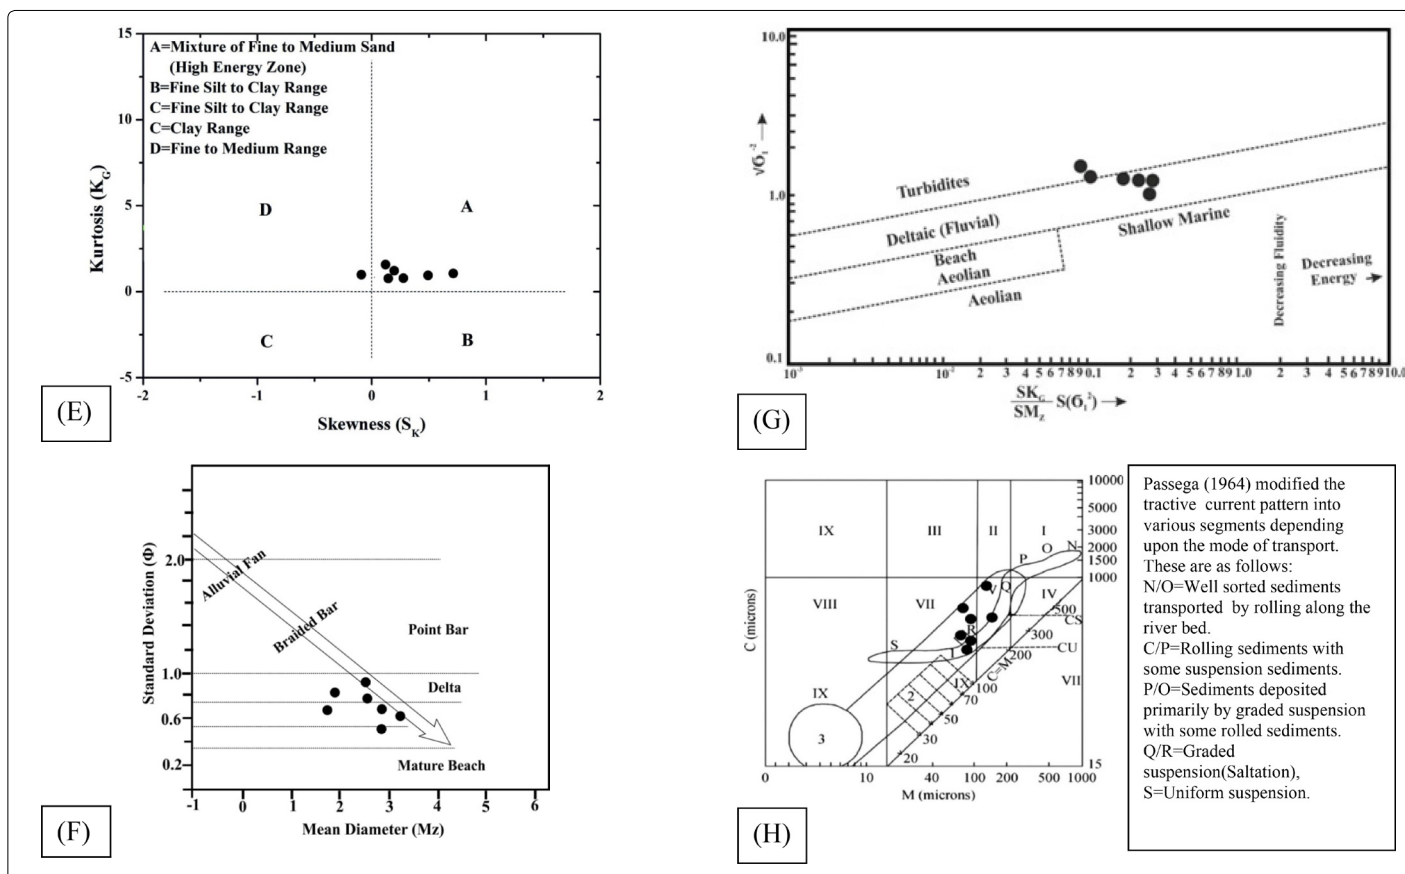 15
10
5
0
-5
-2
-1
0
1
2
A=Mixture of Fine to Medium Sand
(High Energy Zone)
B=Fine Silt to Clay Range
C=Fine Silt to Clay Range
C=Clay Range
D=Fine to Medium Range
D
A
C
B
Kurtosis (K_G)
Skewness (S_K)
(E)
10.0
1.0
0.1
√σ₁⁻²
Turbidites
Deltaic (Fluvial)
Beach
Aeolian
Aeolian
Shallow Marine
Decreasing Fluidity
Decreasing
Energy
10⁻³ 10⁻² 2 4 5 6 7 8 9 0.1 2 3 4 5 6 7 8 9 1.0 2 3 4 5 6 7 8 9 10.0
SK_G
SM_Z
S(σ₁²)
(G)
2.0
1.0
0.6
0.2
-1 0 1 2 3 4 5 6
Standard Deviation (Φ)
Mean Diameter (Mz)
Alluvial Fan
Braided Bar
Point Bar
Delta
Mature Beach
(F)
10000
5000
3000
2000
1500
1000
15
IX
III
II
I
N
O
P
Q
V
IV
VIII
VII
500
CS
R
300
S
I
200
CU
C=M
VII
IX
100
2
70
IX
50
3
30
20
0 10 40 100 200 500 1000
C (microns)
M (microns)
(H)
Passega (1964) modified the
tractive current pattern into
various segments depending
upon the mode of transport.
These are as follows:
N/O=Well sorted sediments
transported by rolling along the
river bed.
C/P=Rolling sediments with
some suspension sediments.
P/O=Sediments deposited
primarily by graded suspension
with some rolled sediments.
Q/R=Graded
suspension(Saltation),
S=Uniform suspension.